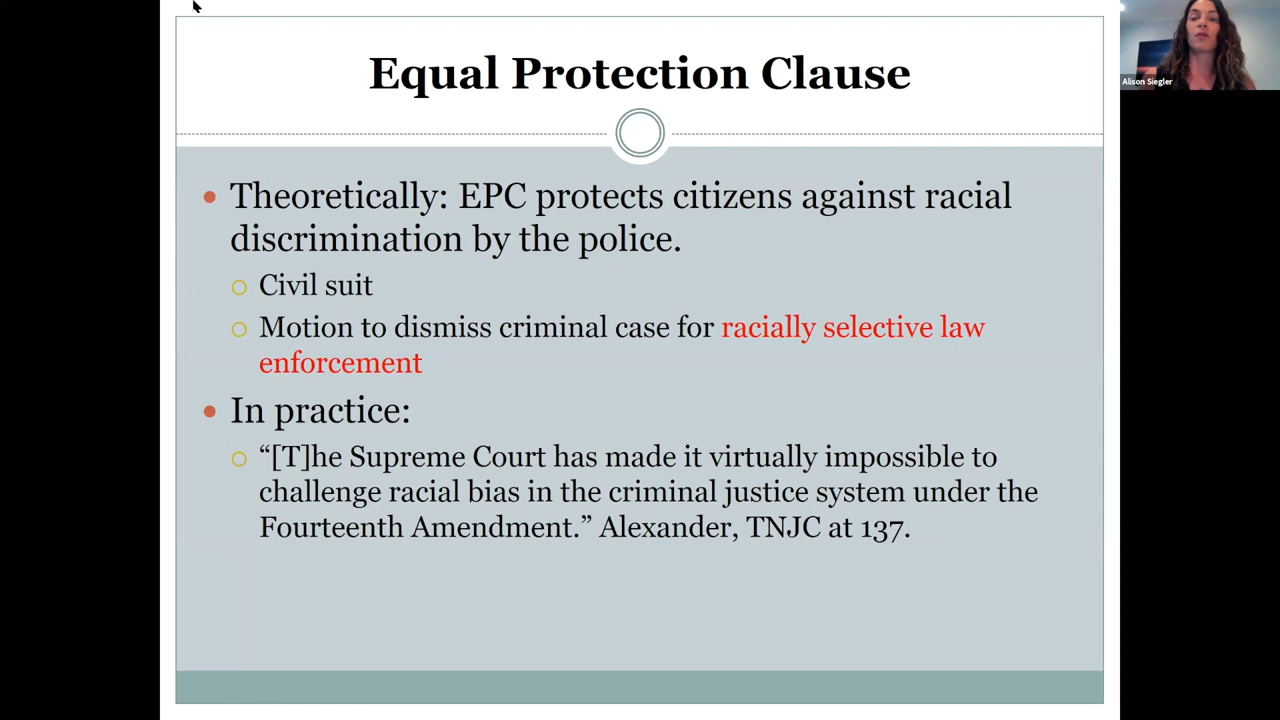 Equal Protection Clause
Alison Siegler
Theoretically: EPC protects citizens against racial
discrimination by the police.
Civil suit
Motion to dismiss criminal case for racially selective law
enforcement
In practice:
“[T]he Supreme Court has made it virtually impossible to
challenge racial bias in the criminal justice system under the
Fourteenth Amendment.” Alexander, TNJC at 137.